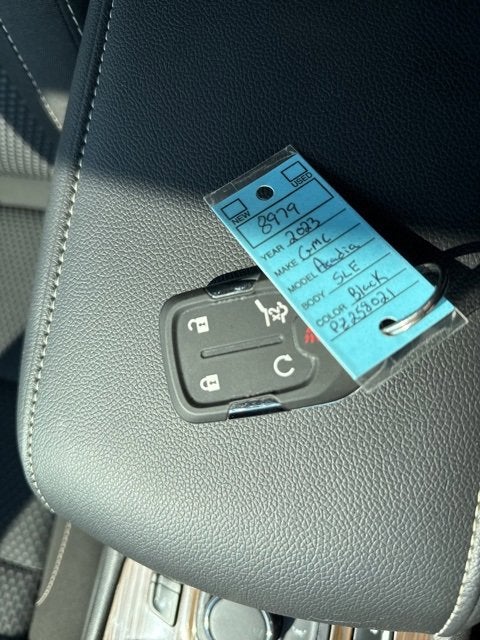 NEW USED
8979
YEAR 2023
MAKE GMC
MODEL Acadia
BODY SLE
COLOR Black
PZ258021